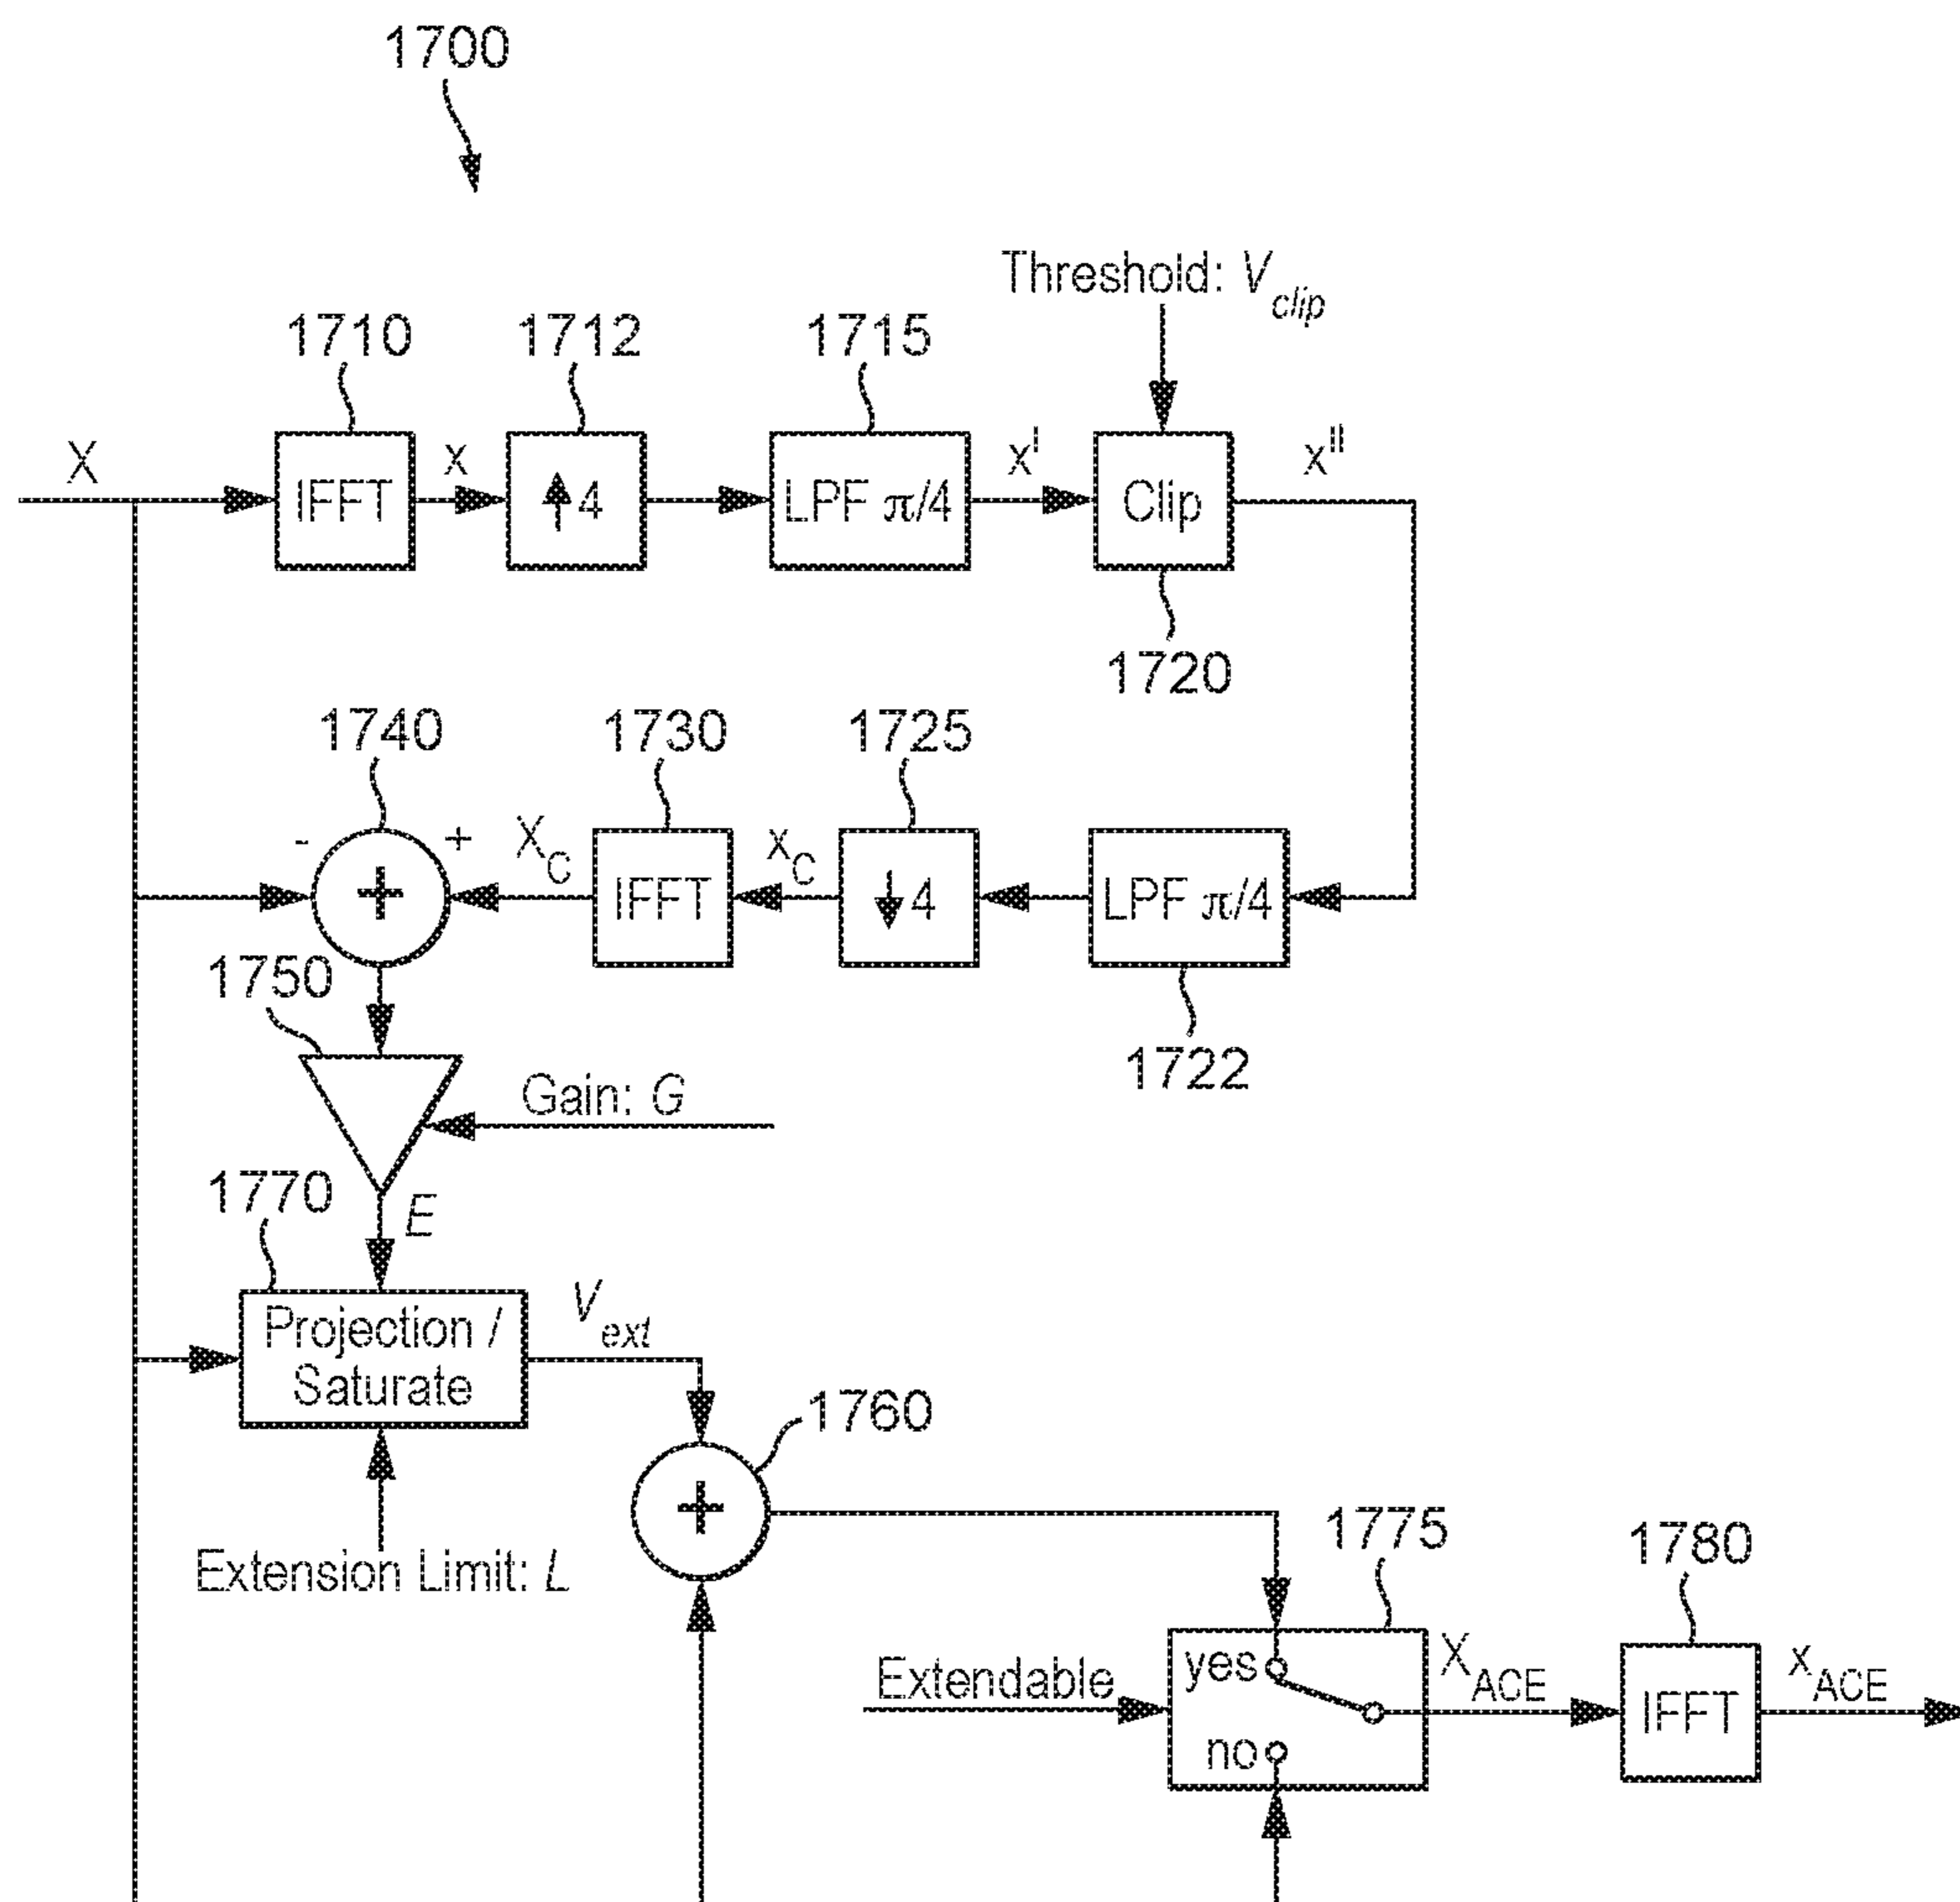 1700
Threshold: Vclip
1710
1712
1715
X
IFFT
x
↑4
LPF π/4
x^I
Clip
x^II
1720
1740
1730
1725
-
+
+
XC
IFFT
xC
↓4
LPF π/4
1750
1722
Gain: G
1770
E
Projection /
Saturate
Vext
1760
+
Extension Limit: L
1775
1780
Extendable
yes
no
XACE
IFFT
xACE